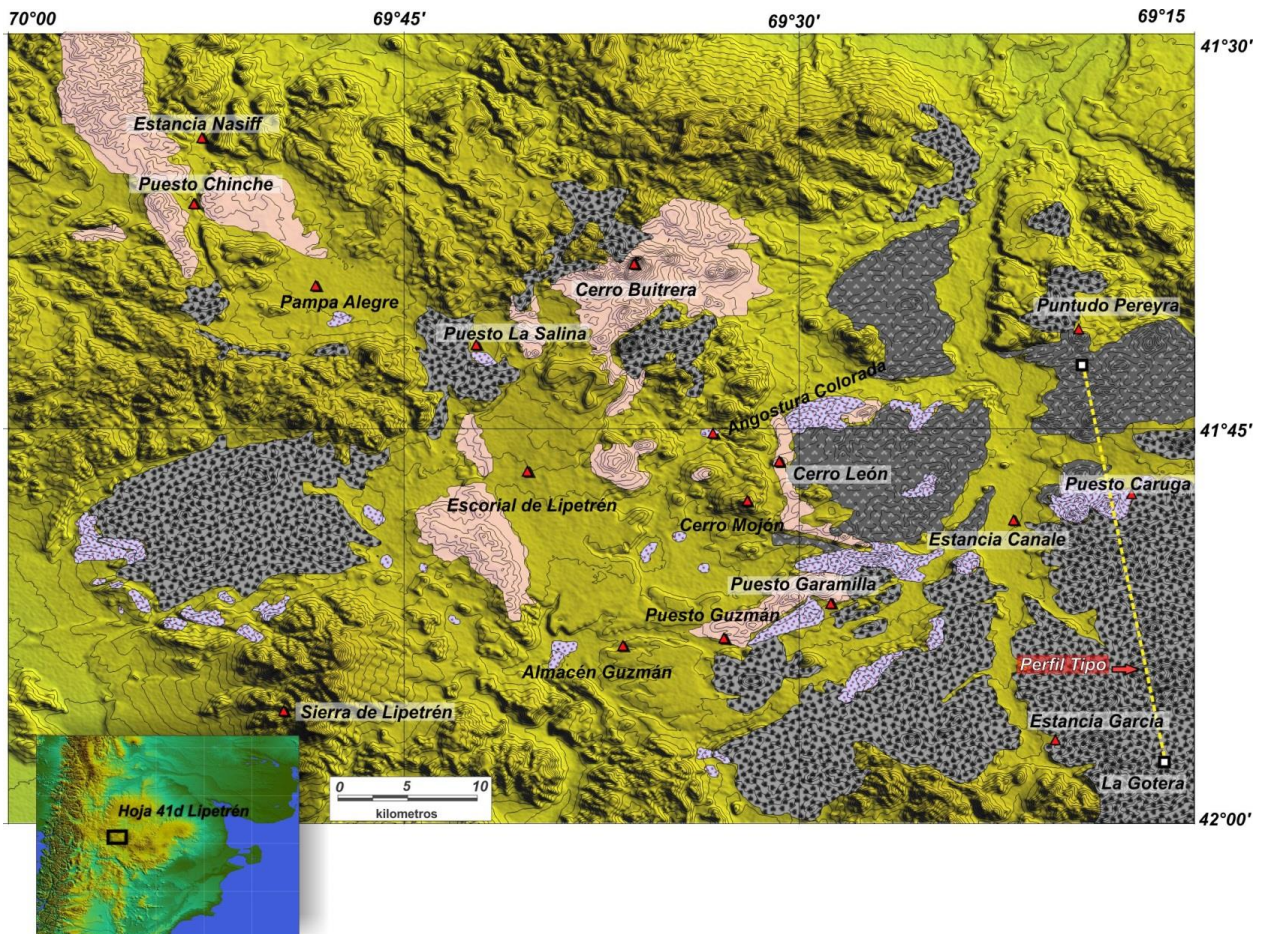 70°00
69°45'
69°30'
69°15
41°30'
Estancia Nasiff
Puesto Chinche
Cerro Buitrera
Pampa Alegre
Puntudo Pereyra
Puesto La Salina
Angostura Colorada
41°45'
Cerro León
Puesto Caruga
Escorial de Lipetrén
Cerro Mojón
Estancia Canale
Puesto Garamilla
Puesto Guzmán
Almacén Guzmán
Perfil Tipo
Sierra de Lipetrén
Estancia Garcia
La Gotera
0 5 10
kilometros
Hoja 41d Lipetrén
42°00'